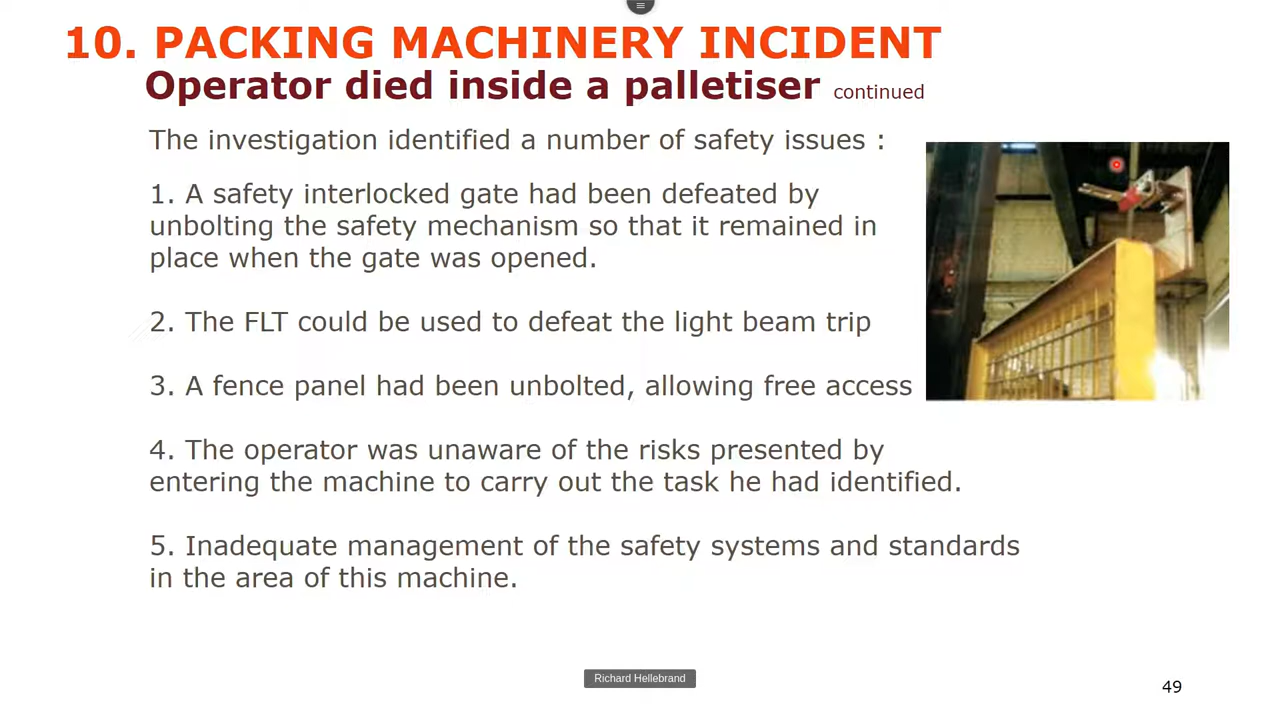 10. PACKING MACHINERY INCIDENT
Operator died inside a palletiser continued
The investigation identified a number of safety issues :
1. A safety interlocked gate had been defeated by
unbolting the safety mechanism so that it remained in
place when the gate was opened.
2. The FLT could be used to defeat the light beam trip
3. A fence panel had been unbolted, allowing free access
4. The operator was unaware of the risks presented by
entering the machine to carry out the task he had identified.
5. Inadequate management of the safety systems and standards
in the area of this machine.
Richard Hellebrand
49